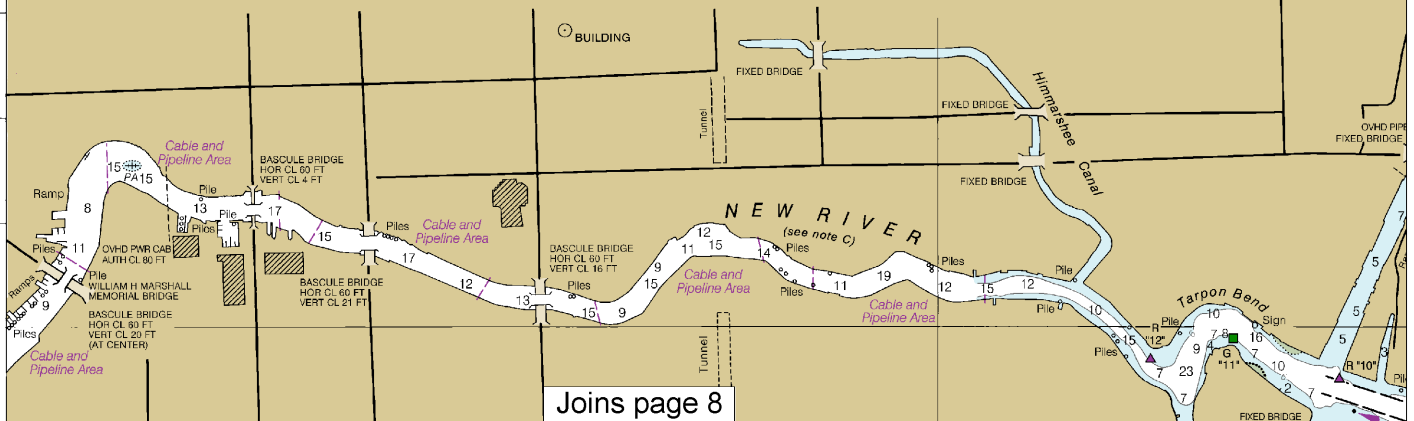 BUILDING
FIXED BRIDGE
Himmarshee Canal
FIXED BRIDGE
Tunnel
OVHD PIPE
FIXED BRIDGE
Cable and
Pipeline Area
BASCULE BRIDGE
HOR CL 60 FT
VERT CL 4 FT
15
PA
15
FIXED BRIDGE
Ramp
8
Pile
13
Pile
Piles
17
15
Piles
Cable and
Pipeline Area
17
NEW RIVER
(see note C)
12
15
11
14
Piles
7
Piles
11
OVHD PWR CAB
AUTH CL 80 FT
Pile
WILLIAM H MARSHALL
MEMORIAL BRIDGE
BASCULE BRIDGE
HOR CL 60 FT
VERT CL 20 FT
(AT CENTER)
Ramps
9
Piles
Cable and
Pipeline Area
BASCULE BRIDGE
HOR CL 60 FT
VERT CL 21 FT
12
BASCULE BRIDGE
HOR CL 60 FT
VERT CL 16 FT
13
Piles
15
9
15
9
Cable and
Pipeline Area
Piles
11
19
Piles
12
Cable and
Pipeline Area
15
12
Pile
Pile
10
15
Piles
Tarpon Bend
R
"12"
Pile
10
7
8
4
9
23
7
7
G
"11"
Sign
16
7
10
2
7
5
5
5
3
R "10"
FIXED BRIDGE
Tunnel
Joins page 8